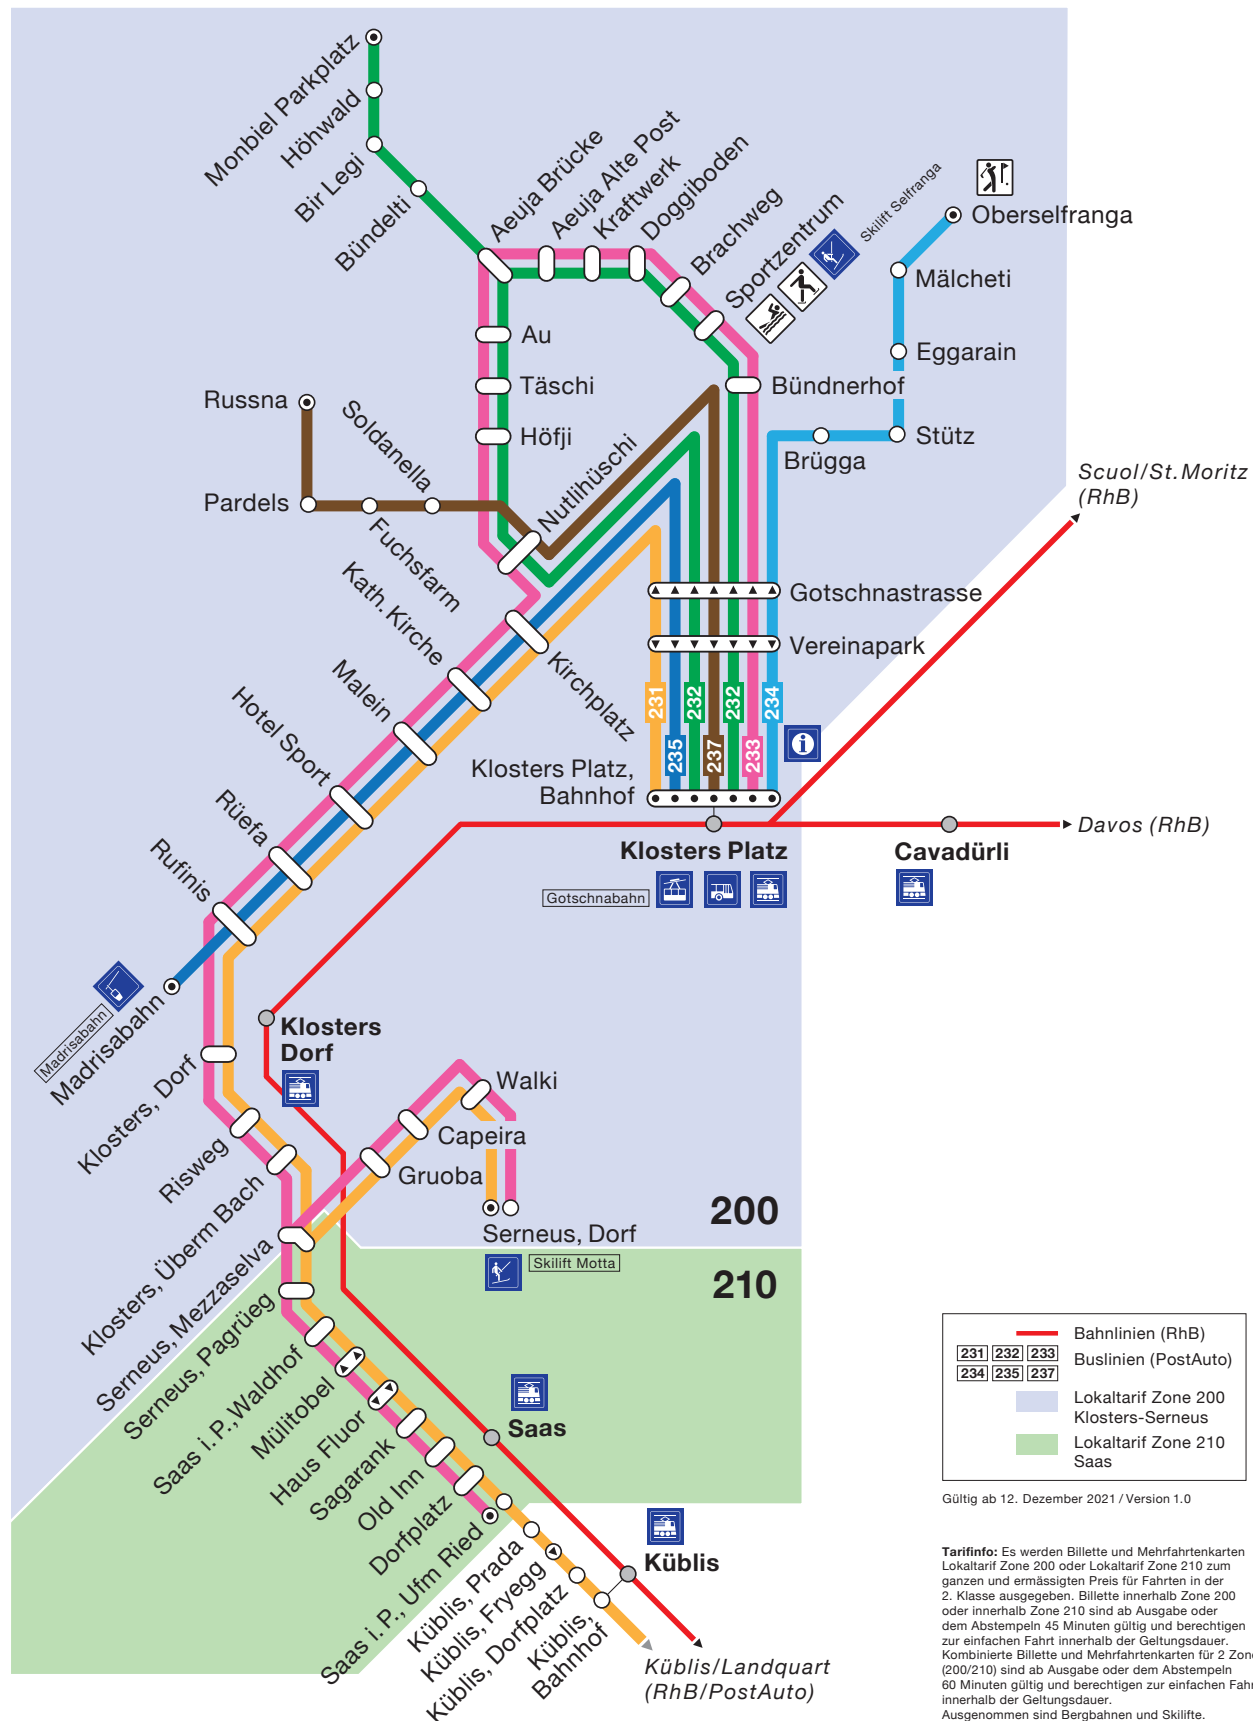 Monbiel Parkplatz
Höhwald
Bir Legi
Bündelti
Aeuja Brücke
Aeuja Alte Post
Kraftwerk
Doggiboden
Brachweg
Sportzentrum
Skilift Selfranga
Oberselfranga
Mälcheti
Eggarain
Stütz
Brügga
Bündnerhof
Au
Täschi
Höfji
Russna
Pardels
Fuchsfarm
Soldanella
Nutlihüschi
Scuol/St. Moritz
(RhB)
Gotschnastrasse
Vereinapark
Kirchplatz
Kath. Kirche
Malein
Hotel Sport
Rüefa
Rufinis
231
235
232
237
232
233
234
Klosters Platz,
Bahnhof
Klosters Platz
Gotschnabahn
Cavadürli
Davos (RhB)
Madrisabahn
Madrisabahn
Klosters
Dorf
Klosters, Dorf
Risweg
Klosters, Überm Bach
Walki
Capeira
Gruoba
Serneus, Dorf
Skilift Motta
200
210
Serneus, Mezzaselva
Serneus, Pagrüeg
Saas i. P., Waldhof
Mülitobel
Haus Fluor
Sagarank
Old Inn
Dorfplatz
Saas i. P., Ufm Ried
Saas
Küblis, Prada
Küblis, Fryegg
Küblis, Dorfplatz
Küblis,
Bahnhof
Küblis
Küblis/Landquart
(RhB/PostAuto)
Bahnlinien (RhB)
231 232 233
Buslinien (PostAuto)
234 235 237
Lokaltarif Zone 200
Klosters-Serneus
Lokaltarif Zone 210
Saas
Gültig ab 12. Dezember 2021 / Version 1.0
Tarifinfo: Es werden Billette und Mehrfahrtenkarten
Lokaltarif Zone 200 oder Lokaltarif Zone 210 zum
ganzen und ermässigten Preis für Fahrten in der
2. Klasse ausgegeben. Billette innerhalb Zone 200
oder innerhalb Zone 210 sind ab Ausgabe oder
dem Abstempeln 45 Minuten gültig und berechtigen
zur einfachen Fahrt innerhalb der Geltungsdauer.
Kombinierte Billette und Mehrfahrtenkarten für 2 Zone
(200/210) sind ab Ausgabe oder dem Abstempeln
60 Minuten gültig und berechtigen zur einfachen Fahr
innerhalb der Geltungsdauer.
Ausgenommen sind Bergbahnen und Skilifte.